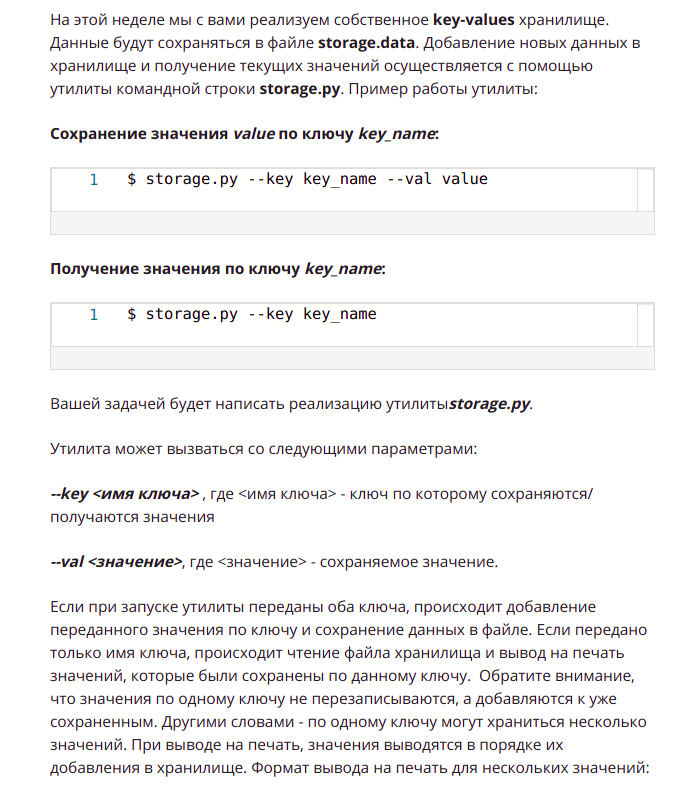 На этой неделе мы с вами реализуем собственное key-values хранилище.
Данные будут сохраняться в файле storage.data. Добавление новых данных в
хранилище и получение текущих значений осуществляется с помощью
утилиты командной строки storage.py. Пример работы утилиты:
Сохранение значения value по ключу key_name:
1 $ storage.py --key key_name --val value
Получение значения по ключу key_name:
1 $ storage.py --key key_name
Вашей задачей будет написать реализацию утилитыstorage.py.
Утилита может вызваться со следующими параметрами:
--key <имя ключа> , где <имя ключа> - ключ по которому сохраняются/
получаются значения
--val <значение>, где <значение> - сохраняемое значение.
Если при запуске утилиты переданы оба ключа, происходит добавление
переданного значения по ключу и сохранение данных в файле. Если передано
только имя ключа, происходит чтение файла хранилища и вывод на печать
значений, которые были сохранены по данному ключу. Обратите внимание,
что значения по одному ключу не перезаписываются, а добавляются к уже
сохраненным. Другими словами - по одному ключу могут храниться несколько
значений. При выводе на печать, значения выводятся в порядке их
добавления в хранилище. Формат вывода на печать для нескольких значений: